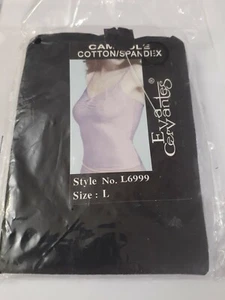 CAMISOLE
COTTON/SPANDEX
Eva
Cervantes
®
Style No. L6999
Size : L